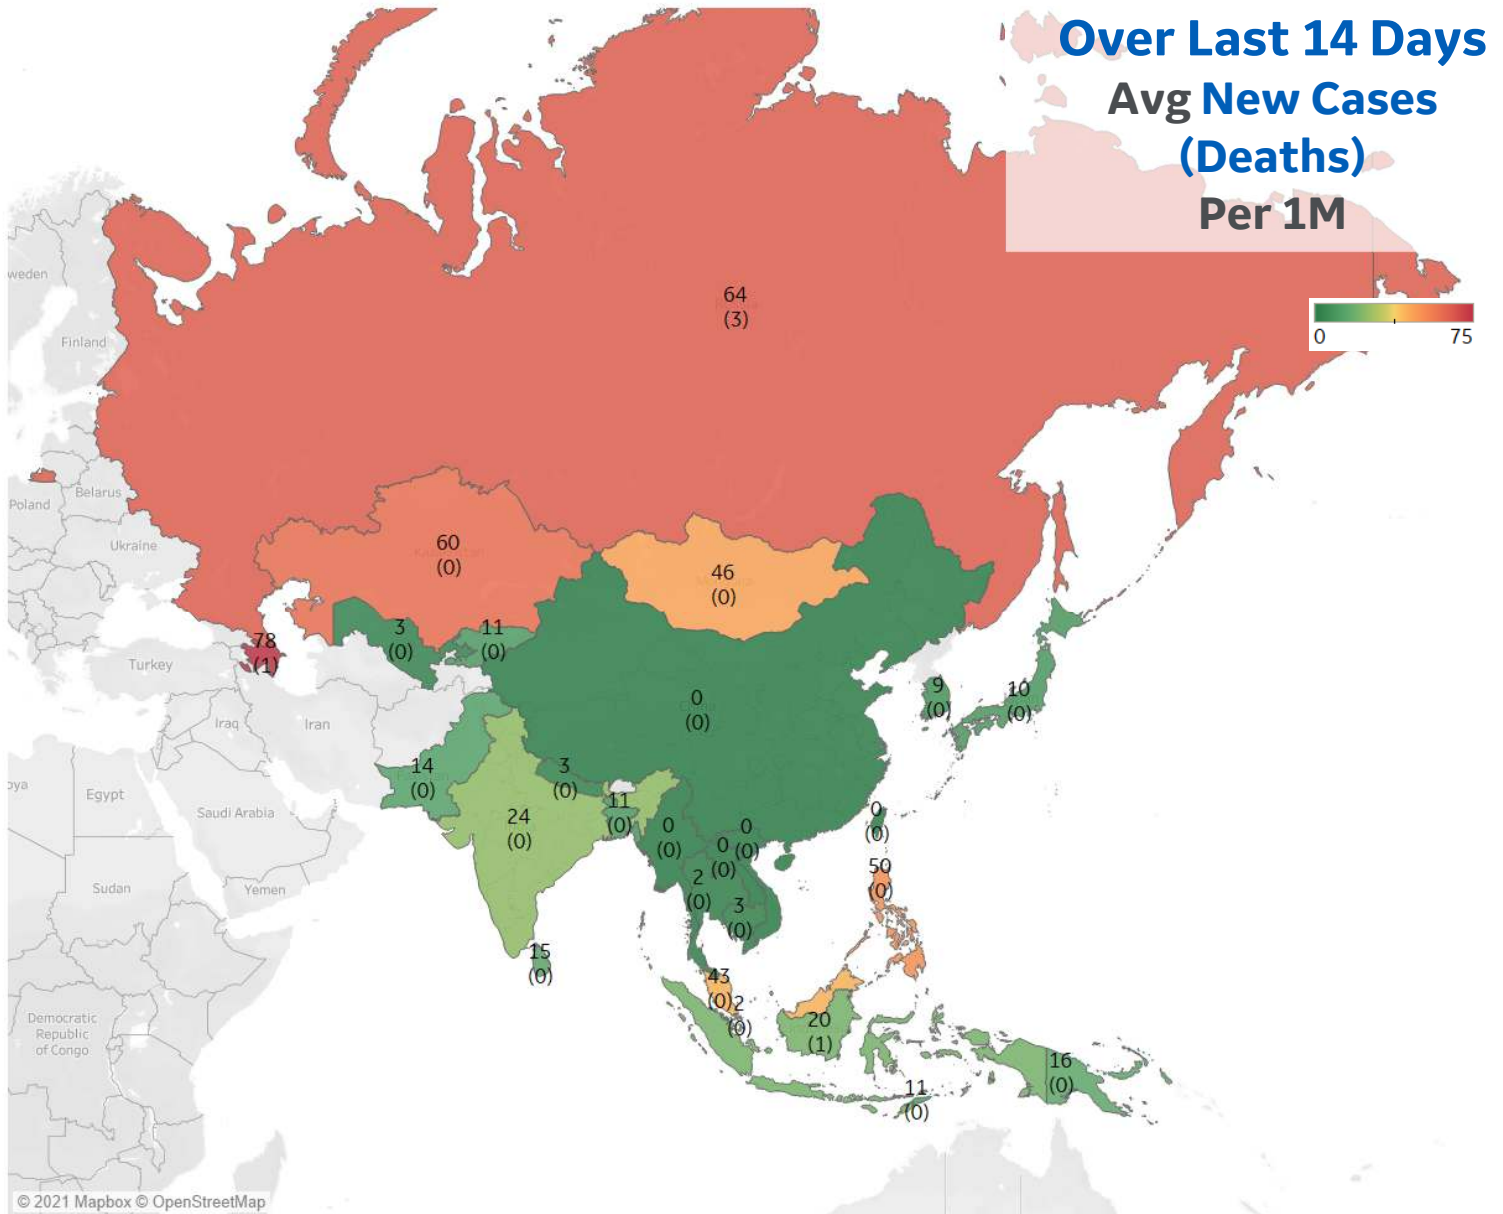 Over Last 14 Days
Avg New Cases
(Deaths)
Per 1M
0 75
weden
Finland
64
(3)
Poland
Belarus
Ukraine
60
(0)
46
(0)
3
(0)
11
(0)
78
(1)
Turkey
Iraq
Iran
0
(0)
9
(0)
10
(0)
14
(0)
3
(0)
oya
Egypt
Saudi Arabia
24
(0)
11
(0)
0
(0)
0
(0)
0
(0)
0
(0)
2
(0)
3
(0)
50
(0)
Sudan
Yemen
15
(0)
43
(0)
2
(0)
20
(1)
Democratic
Republic
of Congo
16
(0)
11
(0)
© 2021 Mapbox © OpenStreetMap